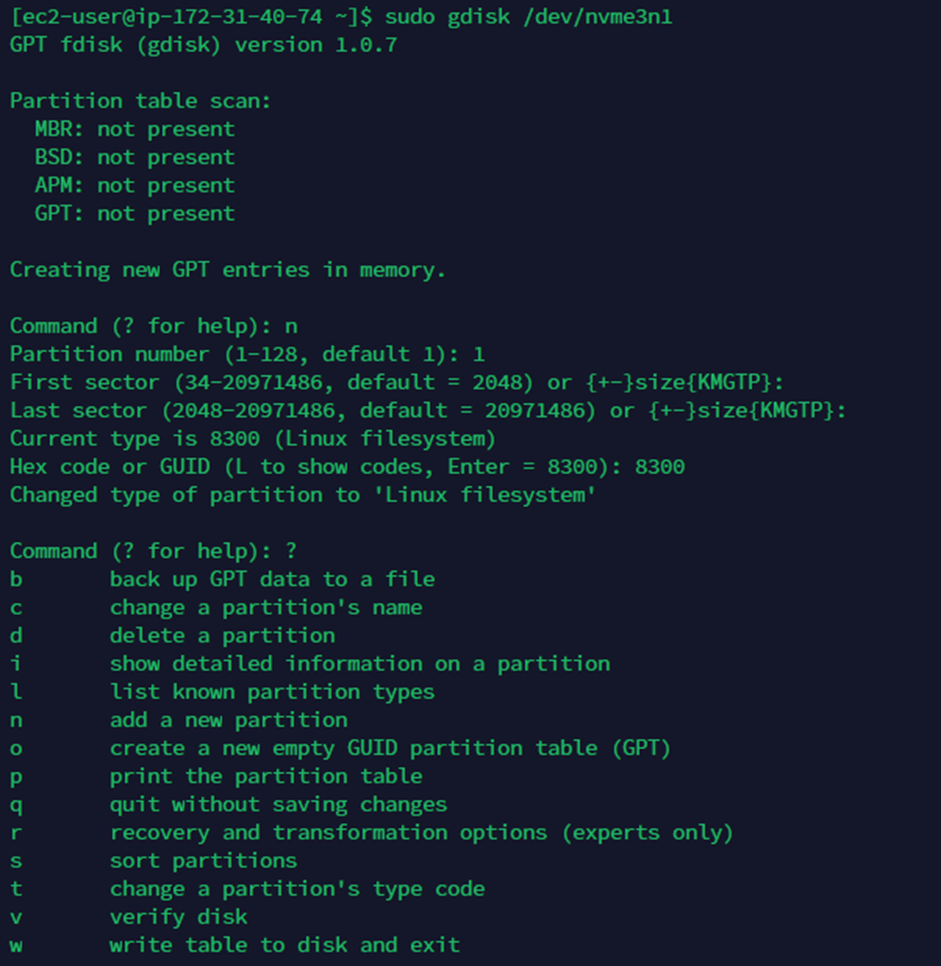 [ec2-user@ip-172-31-40-74 ~]$ sudo gdisk /dev/nvme3n1
GPT fdisk (gdisk) version 1.0.7

Partition table scan:
  MBR: not present
  BSD: not present
  APM: not present
  GPT: not present

Creating new GPT entries in memory.

Command (? for help): n
Partition number (1-128, default 1): 1
First sector (34-20971486, default = 2048) or {+-}size{KMGTP}:
Last sector (2048-20971486, default = 20971486) or {+-}size{KMGTP}:
Current type is 8300 (Linux filesystem)
Hex code or GUID (L to show codes, Enter = 8300): 8300
Changed type of partition to 'Linux filesystem'

Command (? for help): ?
b       back up GPT data to a file
c       change a partition's name
d       delete a partition
i       show detailed information on a partition
l       list known partition types
n       add a new partition
o       create a new empty GUID partition table (GPT)
p       print the partition table
q       quit without saving changes
r       recovery and transformation options (experts only)
s       sort partitions
t       change a partition's type code
v       verify disk
w       write table to disk and exit